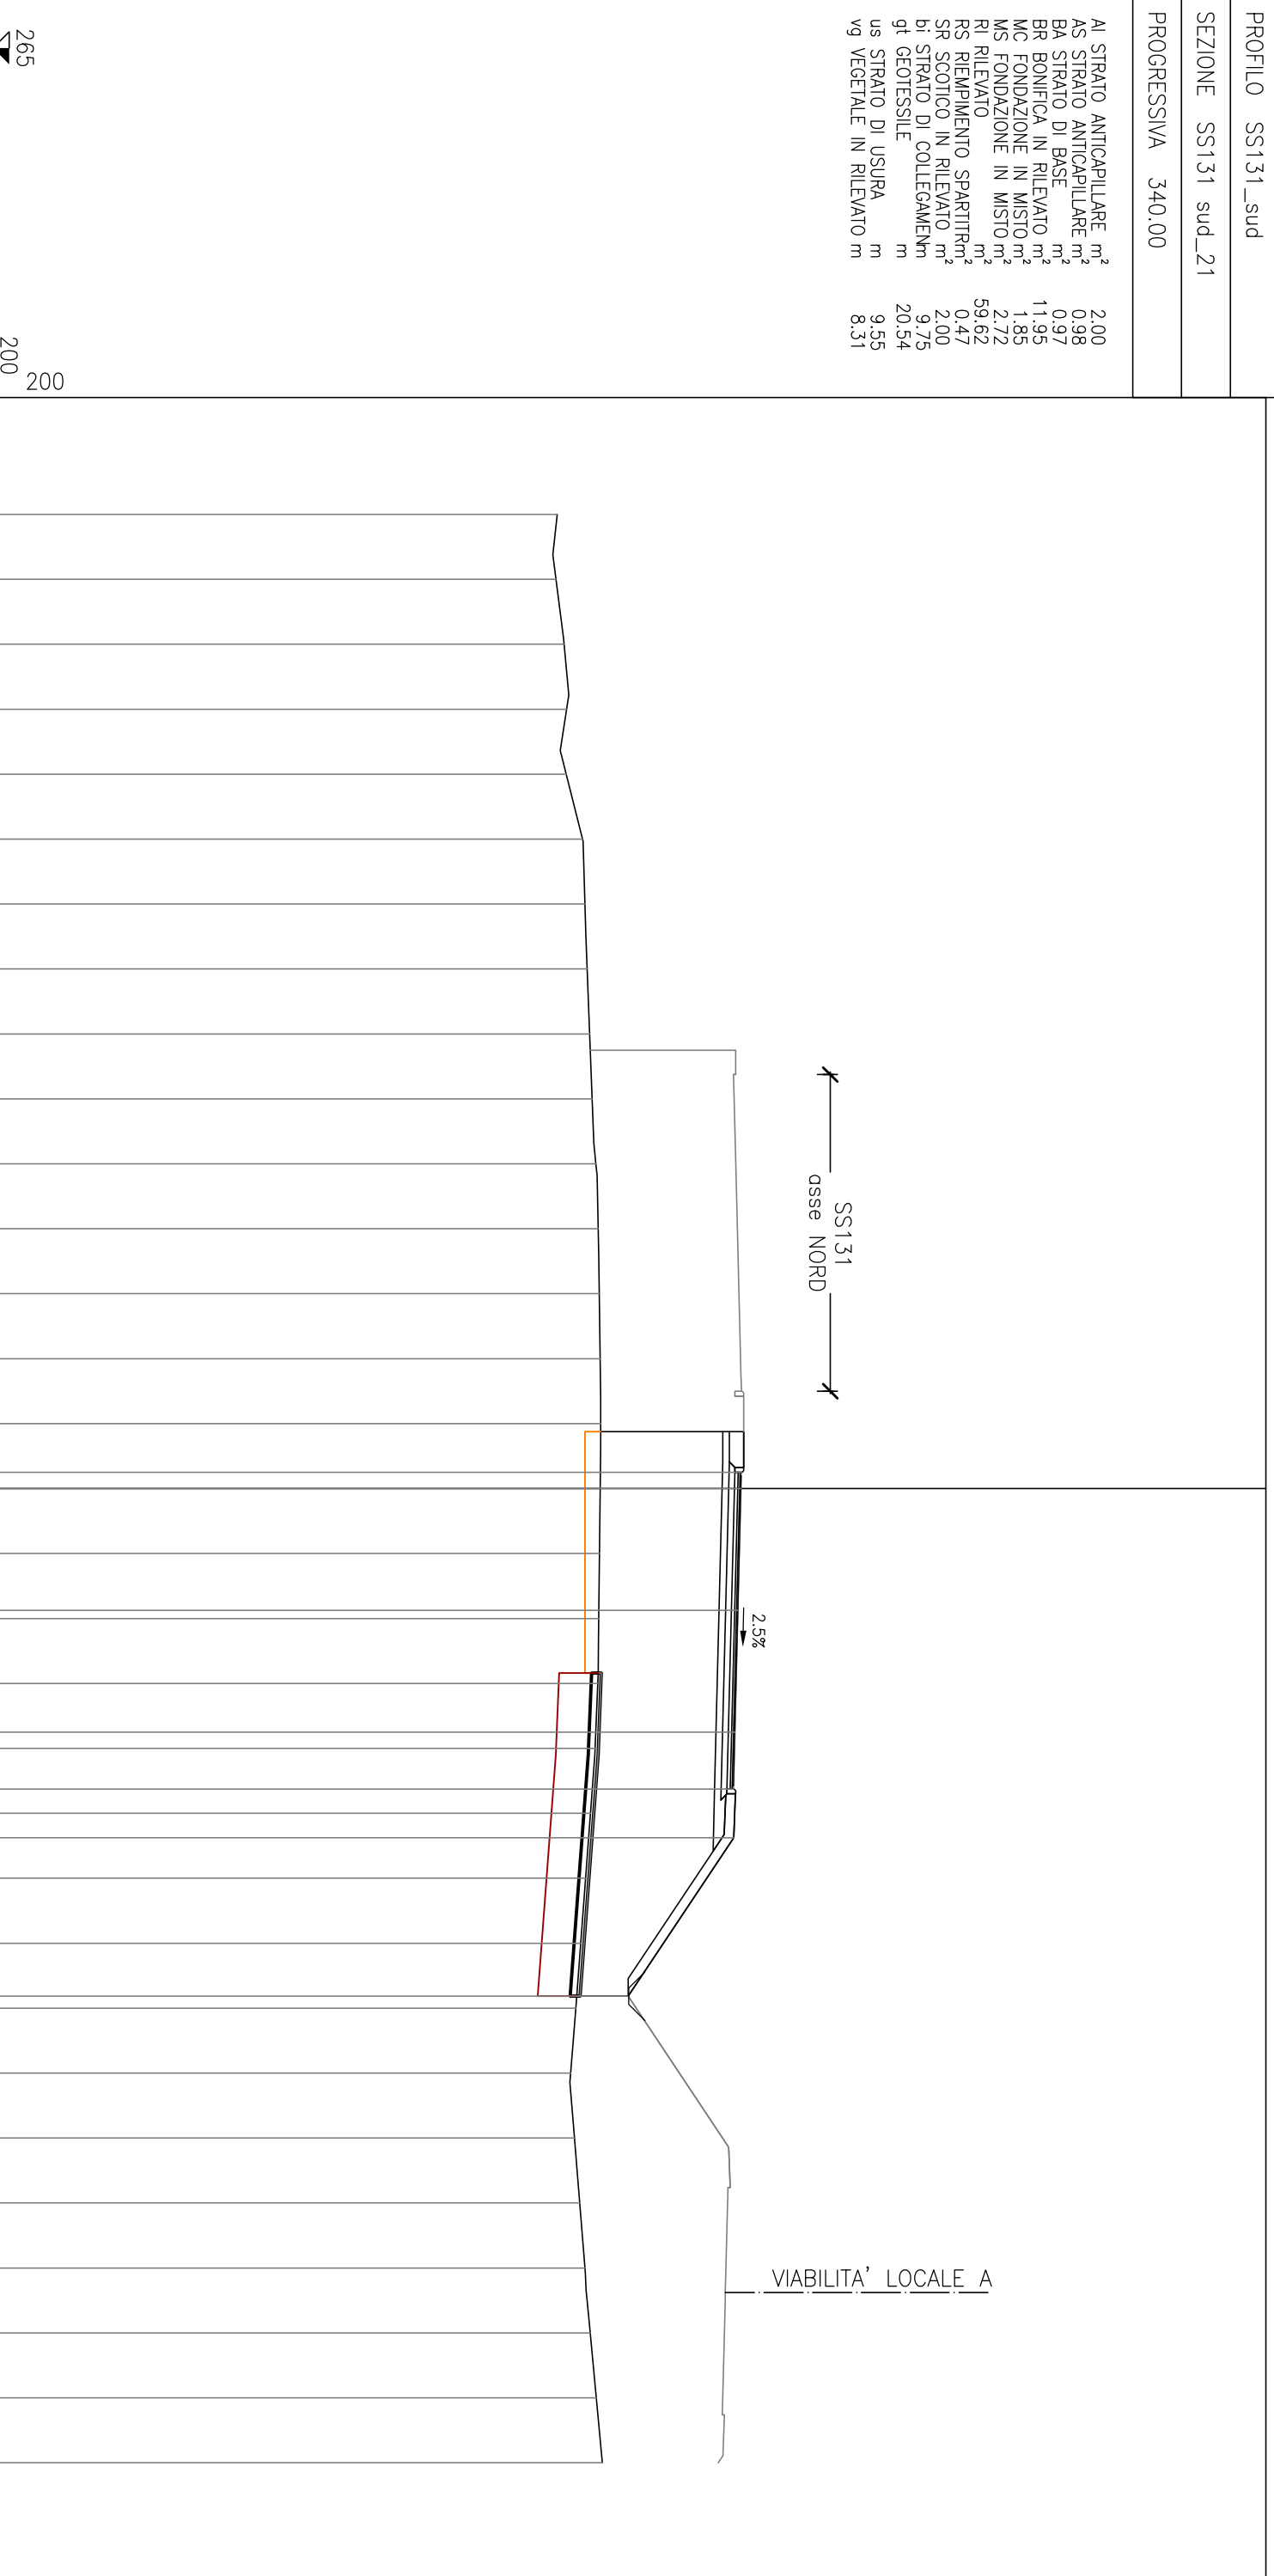 PROFILO SS131_sud
SEZIONE SS131 sud_21
PROGRESSIVA 340.00
AI STRATO ANTICAPILLARE m² 2.00
AS STRATO ANTICAPILLARE m² 0.98
BA STRATO DI BASE m² 0.97
BR BONIFICA IN RILEVATO m² 11.95
MC FONDAZIONE IN MISTO m² 1.85
MS FONDAZIONE IN MISTO m² 2.72
RI RILEVATO m² 59.62
RS RIEMPIMENTO SPARTITR m² 0.47
SR SCOTICO IN RILEVATO m² 2.00
bi STRATO DI COLLEGAMEN m 9.75
gt GEOTESSILE m 20.54
us STRATO DI USURA m 9.55
vg VEGETALE IN RILEVATO m 8.31
SS131
asse NORD
2.5%
VIABILITA' LOCALE A
265
200
200